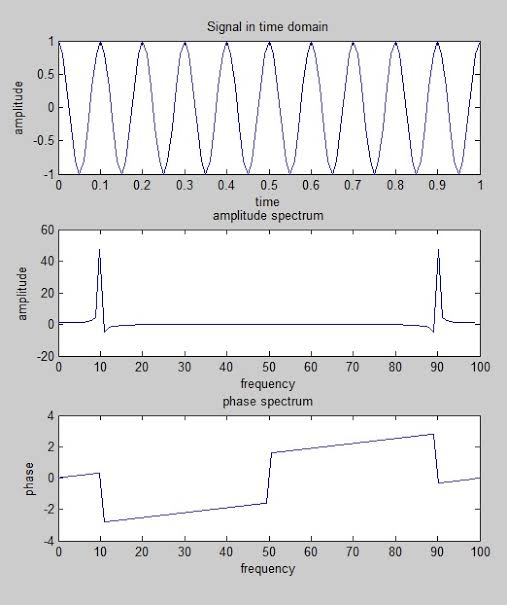 Signal in time domain
1
0.5
0
-0.5
-1
amplitude
0 0.1 0.2 0.3 0.4 0.5 0.6 0.7 0.8 0.9 1
time
amplitude spectrum
60
40
20
0
-20
amplitude
0 10 20 30 40 50 60 70 80 90 100
frequency
phase spectrum
4
2
0
-2
-4
phase
0 10 20 30 40 50 60 70 80 90 100
frequency